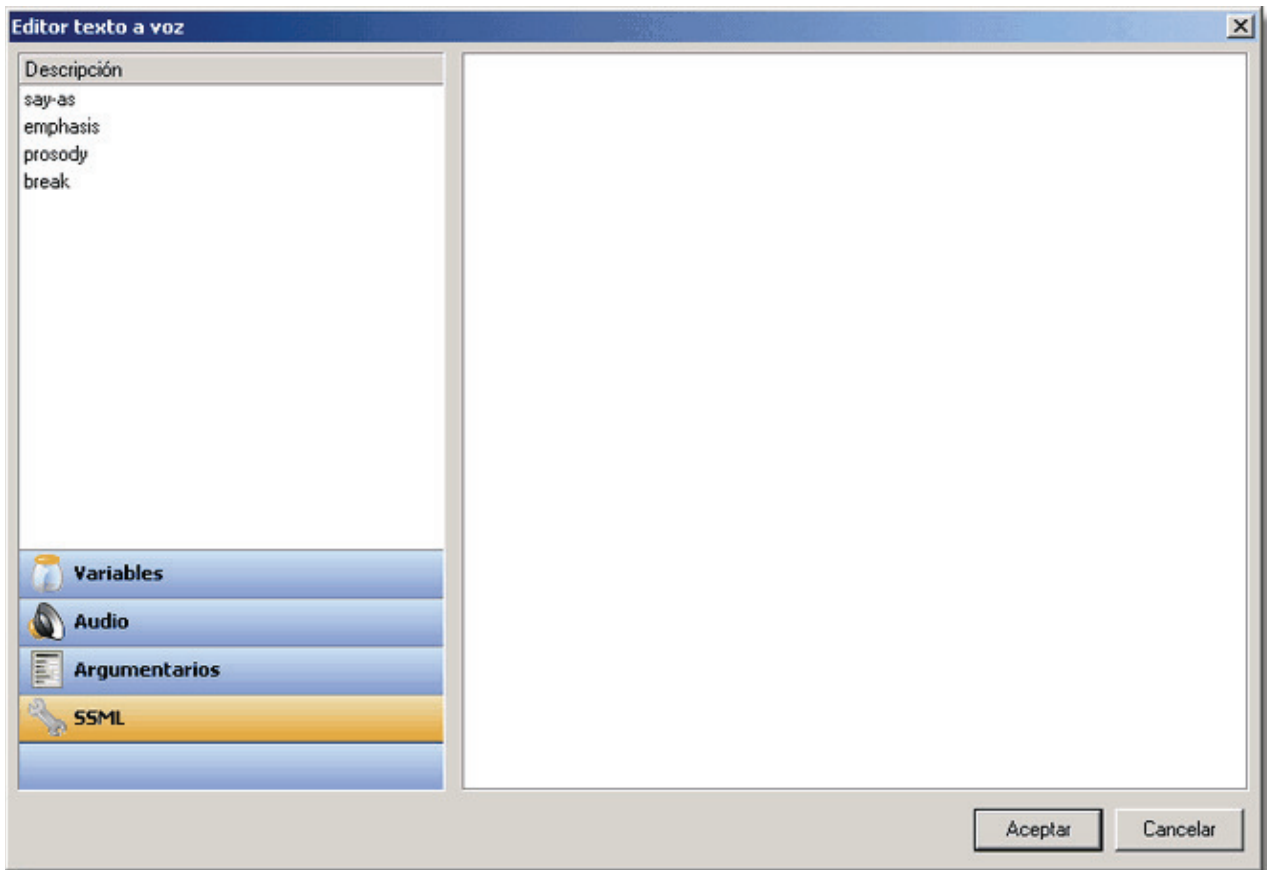 Editor texto a voz
Descripción
say-as
emphasis
prosody
break
Variables
Audio
Argumentarios
SSML
Aceptar Cancelar